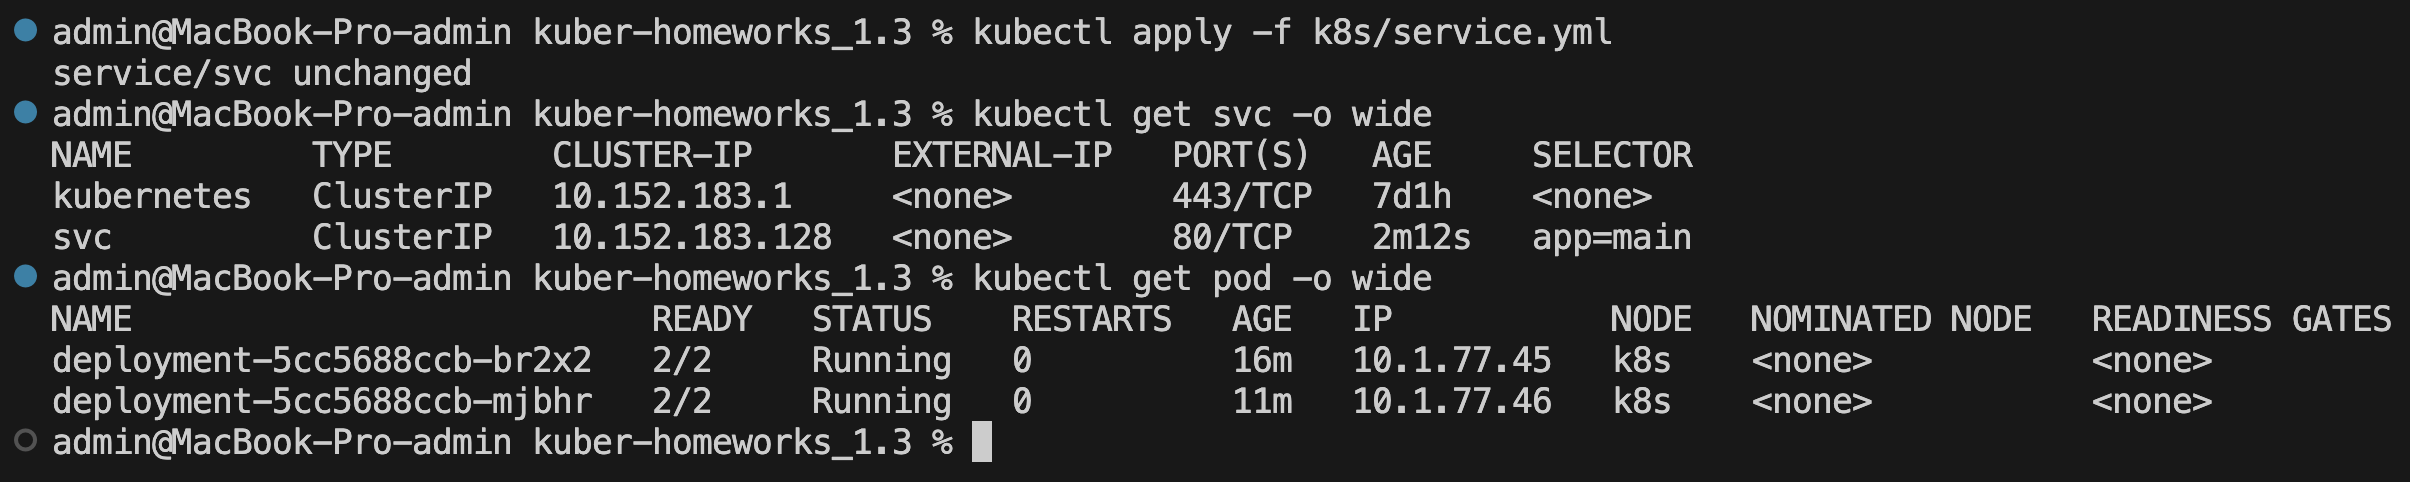 admin@MacBook-Pro-admin kuber-homeworks_1.3 % kubectl apply -f k8s/service.yml
service/svc unchanged
admin@MacBook-Pro-admin kuber-homeworks_1.3 % kubectl get svc -o wide
NAME         TYPE        CLUSTER-IP       EXTERNAL-IP   PORT(S)   AGE     SELECTOR
kubernetes   ClusterIP   10.152.183.1     <none>        443/TCP   7d1h    <none>
svc          ClusterIP   10.152.183.128   <none>        80/TCP    2m12s   app=main
admin@MacBook-Pro-admin kuber-homeworks_1.3 % kubectl get pod -o wide
NAME                          READY   STATUS    RESTARTS   AGE   IP           NODE   NOMINATED NODE   READINESS GATES
deployment-5cc5688ccb-br2x2   2/2     Running   0          16m   10.1.77.45   k8s    <none>           <none>
deployment-5cc5688ccb-mjbhr   2/2     Running   0          11m   10.1.77.46   k8s    <none>           <none>
admin@MacBook-Pro-admin kuber-homeworks_1.3 %